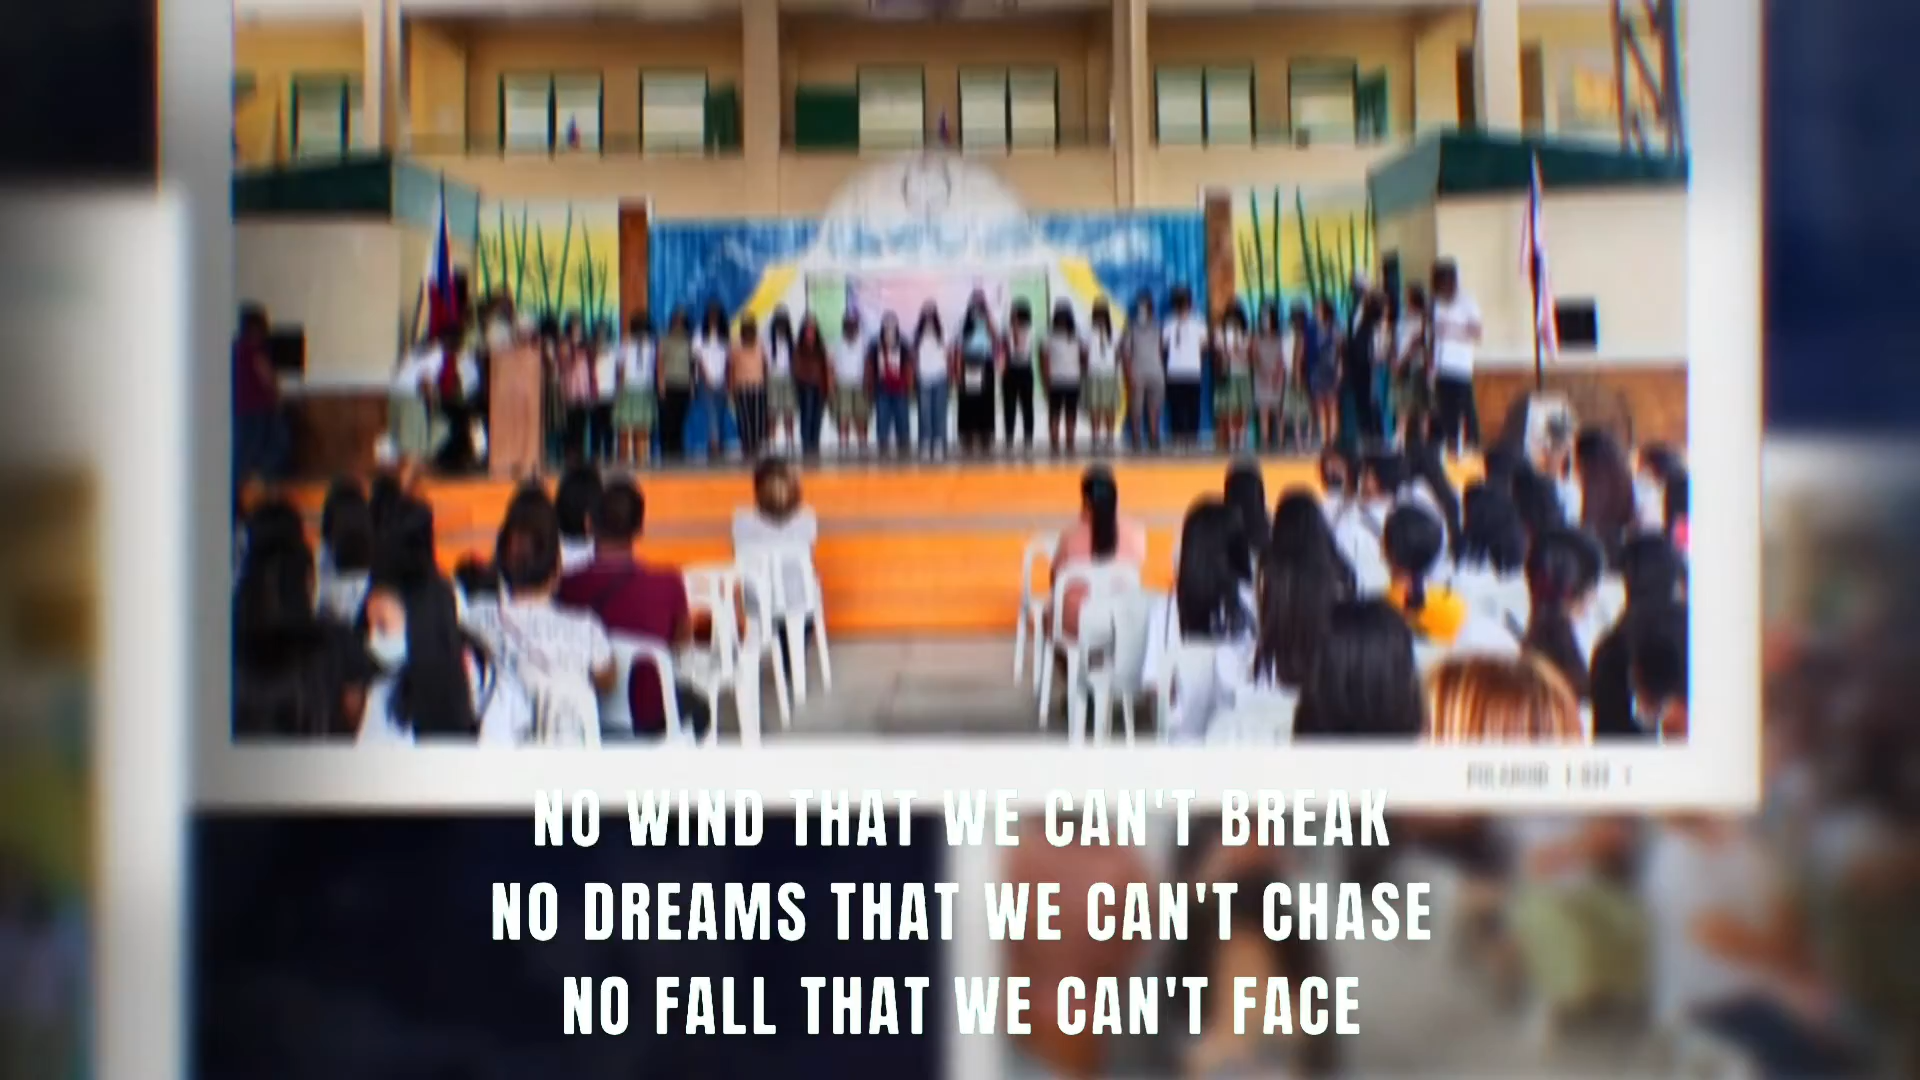 NO WIND THAT WE CAN'T BREAK
NO DREAMS THAT WE CAN'T CHASE
NO FALL THAT WE CAN'T FACE